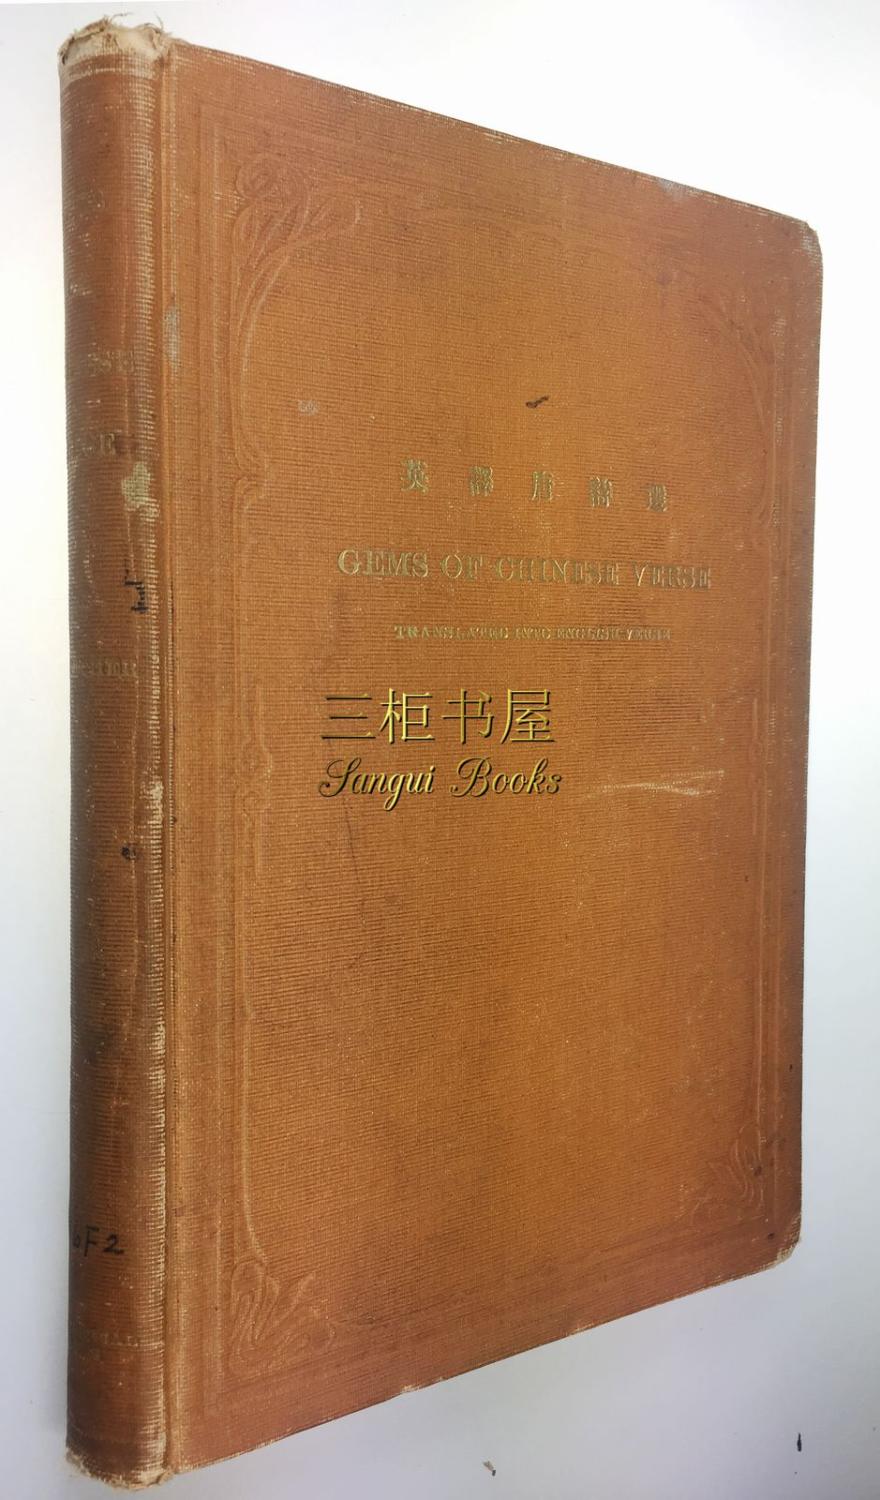 英譯唐詩選
GEMS OF CHINESE VERSE
TRANSLATED INTO ENGLISH VERSE
三柜书屋
Sangui Books
6F2